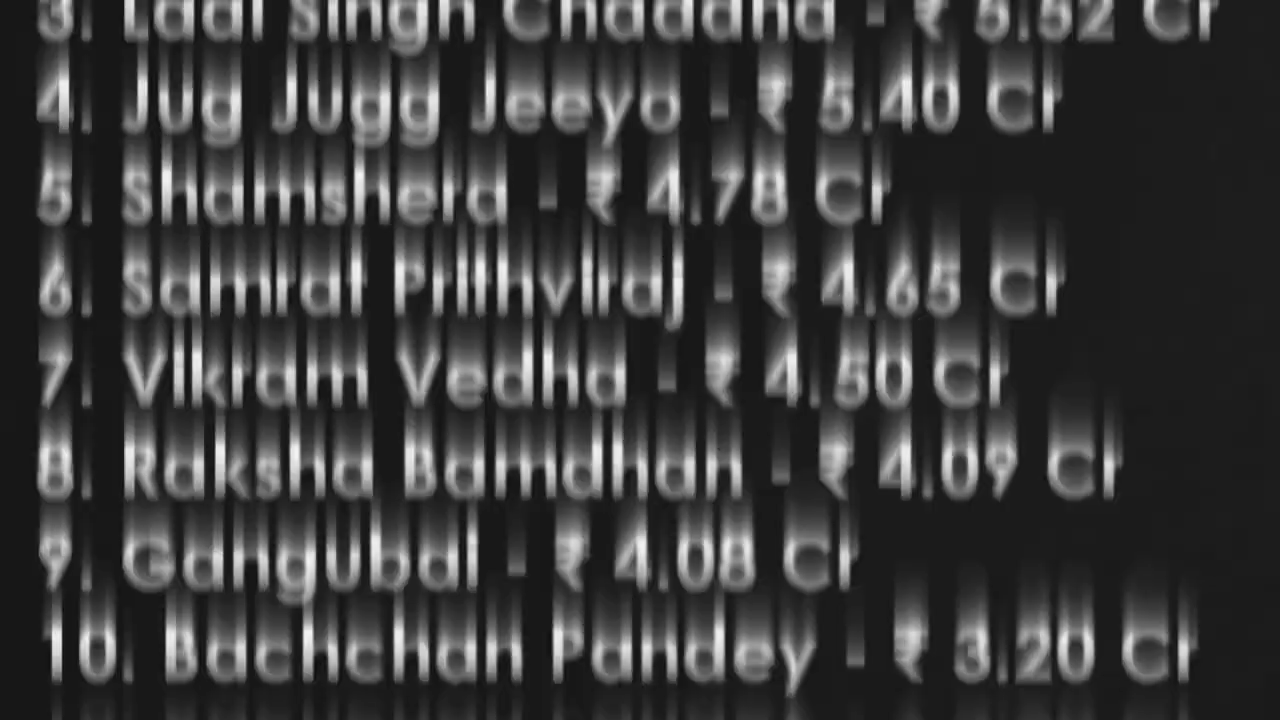 3. Laal Singh Chaddha - ₹ Cr
4. Jug Jugg Jeeyo - ₹ 5.40 Cr
5. Shamshera - ₹ 4.78 Cr
6. Samrat Prithviraj - ₹ 4.65 Cr
7. Vikram Vedha - ₹ 4.50 Cr
8. Raksha Bandhan - ₹ 4.09 Cr
9. Gangubai - ₹ 4.08 Cr
10. Bachchan Pandey - ₹ 3.20 Cr